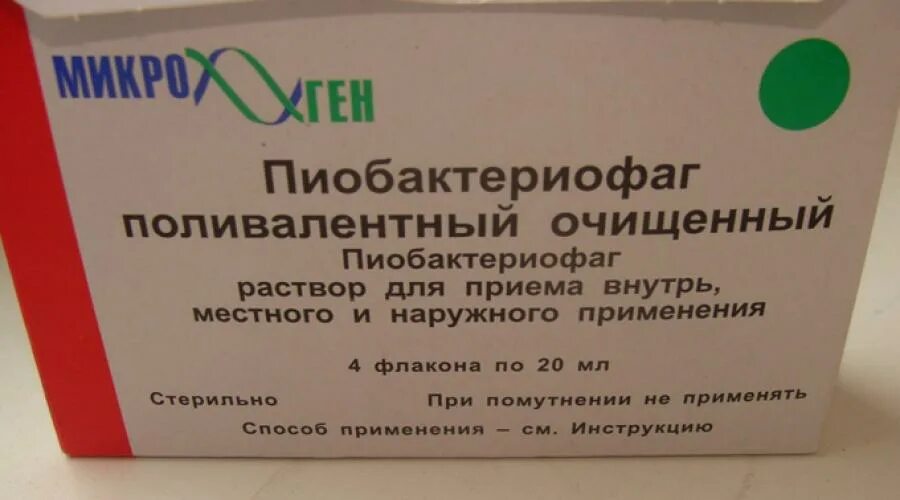 МИКРОГЕН
Пиобактериофаг
поливалентный очищенный
Пиобактериофаг
раствор для приема внутрь,
местного и наружного применения
4 флакона по 20 мл
Стерильно При помутнении не применять
Способ применения – см. Инструкцию